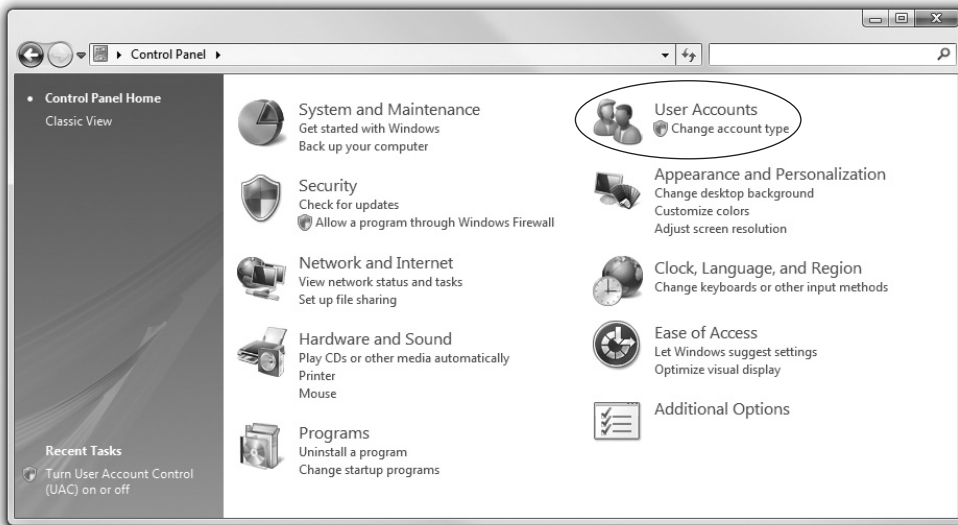 Control Panel
Control Panel Home
Classic View
System and Maintenance
Get started with Windows
Back up your computer
Security
Check for updates
Allow a program through Windows Firewall
Network and Internet
View network status and tasks
Set up file sharing
Hardware and Sound
Play CDs or other media automatically
Printer
Mouse
Programs
Uninstall a program
Change startup programs
User Accounts
Change account type
Appearance and Personalization
Change desktop background
Customize colors
Adjust screen resolution
Clock, Language, and Region
Change keyboards or other input methods
Ease of Access
Let Windows suggest settings
Optimize visual display
Additional Options
Recent Tasks
Turn User Account Control
(UAC) on or off